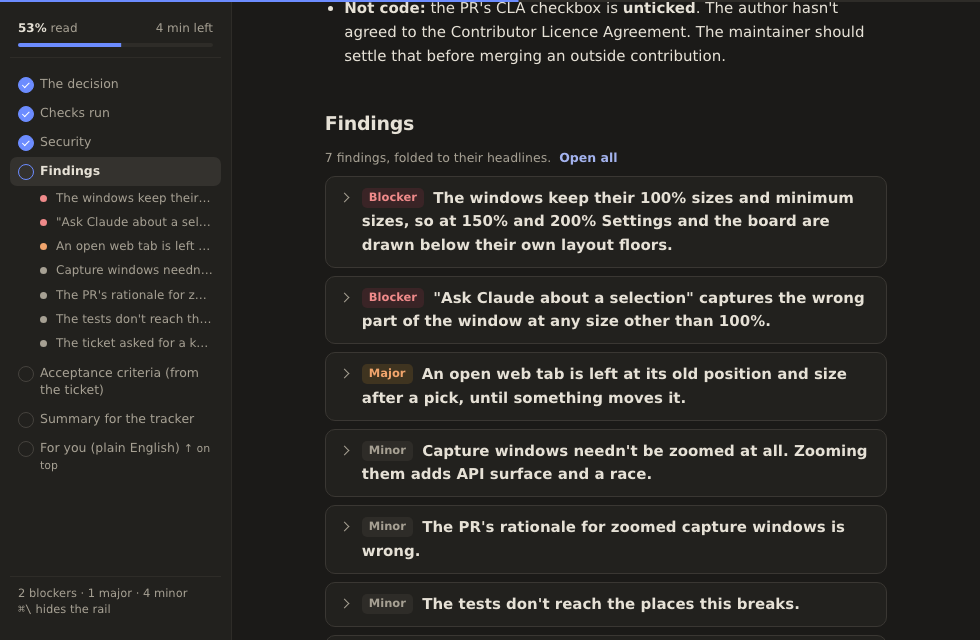 53% read
4 min left
The decision
Checks run
Security
Findings
The windows keep their…
"Ask Claude about a sel…
An open web tab is left …
Capture windows needn…
The PR's rationale for z…
The tests don't reach th…
The ticket asked for a k…
Acceptance criteria (from
the ticket)
Summary for the tracker
For you (plain English) ↑ on
top
2 blockers · 1 major · 4 minor
⌘\ hides the rail
• Not code: the PR's CLA checkbox is unticked. The author hasn't
agreed to the Contributor Licence Agreement. The maintainer should
settle that before merging an outside contribution.
Findings
7 findings, folded to their headlines. Open all
Blocker The windows keep their 100% sizes and minimum
sizes, so at 150% and 200% Settings and the board are
drawn below their own layout floors.
Blocker "Ask Claude about a selection" captures the wrong
part of the window at any size other than 100%.
Major An open web tab is left at its old position and size
after a pick, until something moves it.
Minor Capture windows needn't be zoomed at all. Zooming
them adds API surface and a race.
Minor The PR's rationale for zoomed capture windows is
wrong.
Minor The tests don't reach the places this breaks.